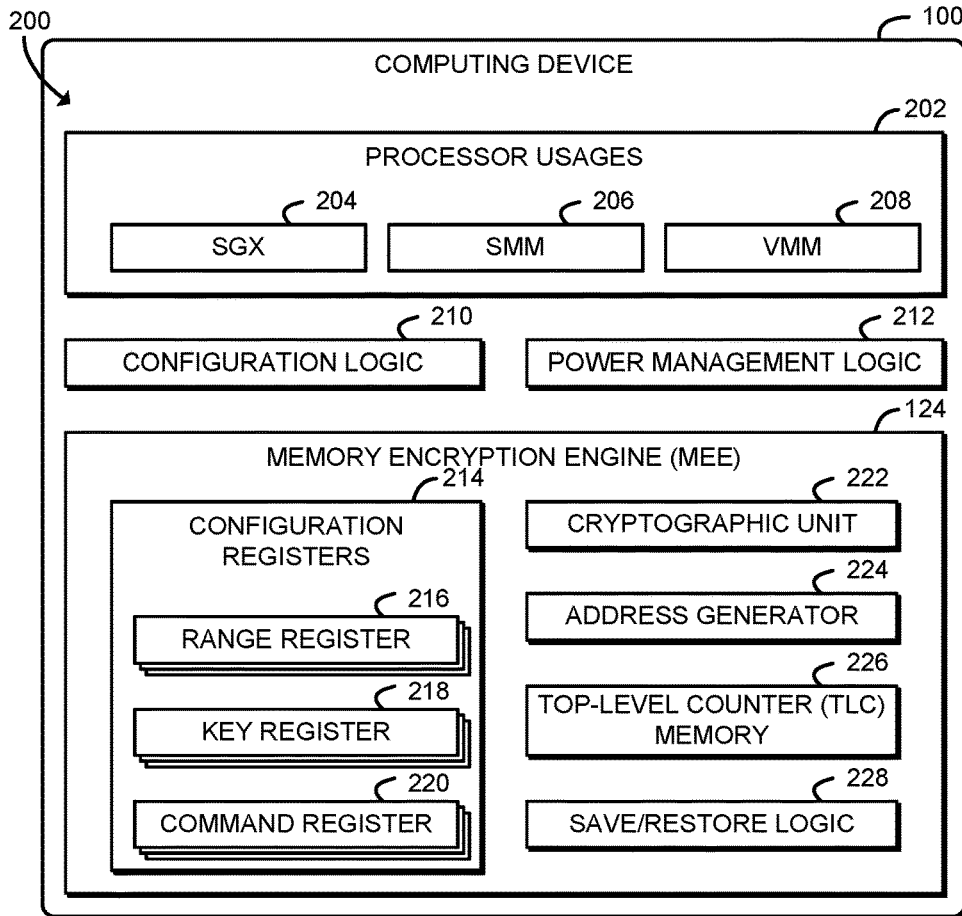 200
100
COMPUTING DEVICE
202
PROCESSOR USAGES
204
SGX
206
SMM
208
VMM
210
CONFIGURATION LOGIC
212
POWER MANAGEMENT LOGIC
124
MEMORY ENCRYPTION ENGINE (MEE)
214
CONFIGURATION
REGISTERS
216
RANGE REGISTER
218
KEY REGISTER
220
COMMAND REGISTER
222
CRYPTOGRAPHIC UNIT
224
ADDRESS GENERATOR
226
TOP-LEVEL COUNTER (TLC)
MEMORY
228
SAVE/RESTORE LOGIC